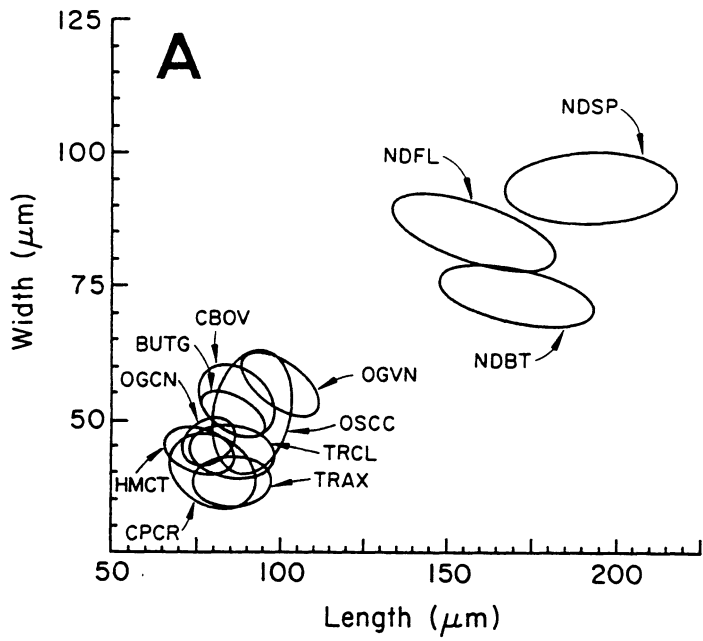 125
A
NDSP
100
NDFL
Width (μm)
75
CBOV
BUTG
NDBT
OGCN
OGVN
50
OSCC
TRCL
HMCT
TRAX
CPCR
50
100
150
200
Length (μm)